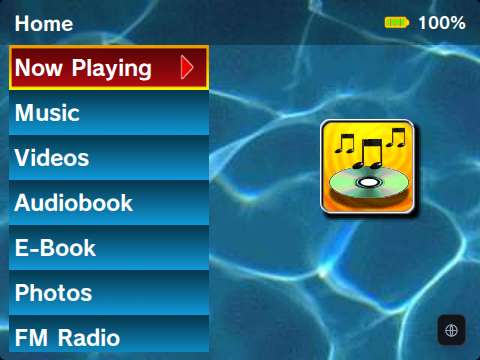 Home
100%
Now Playing
Music
Videos
Audiobook
E-Book
Photos
FM Radio